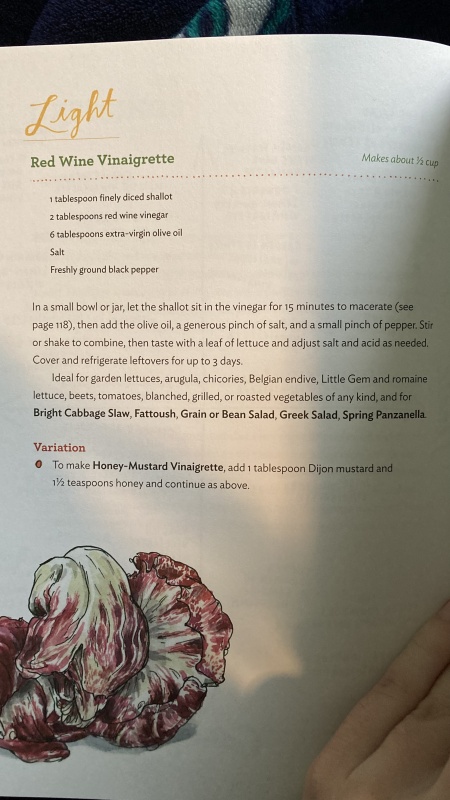 Light
Red Wine Vinaigrette
Makes about ½ cup
1 tablespoon finely diced shallot
2 tablespoons red wine vinegar
6 tablespoons extra-virgin olive oil
Salt
Freshly ground black pepper
In a small bowl or jar, let the shallot sit in the vinegar for 15 minutes to macerate (see
page 118), then add the olive oil, a generous pinch of salt, and a small pinch of pepper. Stir
or shake to combine, then taste with a leaf of lettuce and adjust salt and acid as needed.
Cover and refrigerate leftovers for up to 3 days.
Ideal for garden lettuces, arugula, chicories, Belgian endive, Little Gem and romaine
lettuce, beets, tomatoes, blanched, grilled, or roasted vegetables of any kind, and for
Bright Cabbage Slaw, Fattoush, Grain or Bean Salad, Greek Salad, Spring Panzanella.
Variation
To make Honey-Mustard Vinaigrette, add 1 tablespoon Dijon mustard and
1½ teaspoons honey and continue as above.